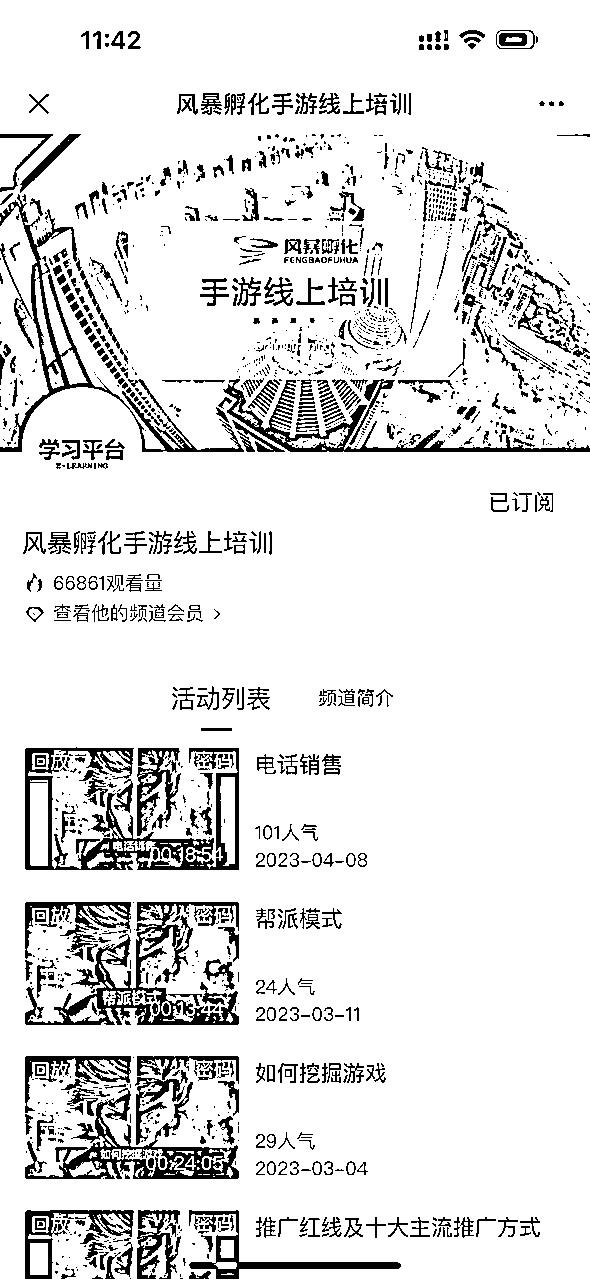 11:42
风暴孵化手游线上培训
风暴孵化
FENGBAOFUHUA
手游线上培训
学习平台
E-LEARNING
已订阅
风暴孵化手游线上培训
66861观看量
查看他的频道会员
活动列表 频道简介
回放 密码
电话销售
00:18:54
电话销售
101人气
2023-04-08
回放 密码
帮派模式
00:13:44
帮派模式
24人气
2023-03-11
回放 密码
如何挖掘游戏
00:24:05
如何挖掘游戏
29人气
2023-03-04
回放 密码
推广红线及十大主流推广方式